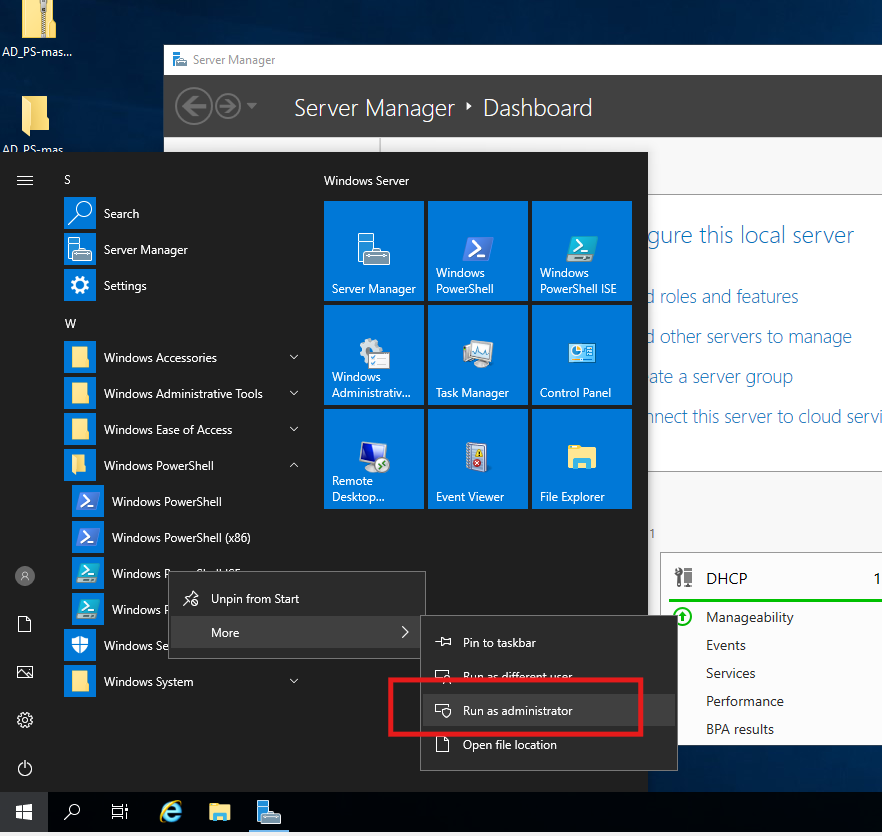 AD_PS-mas...
AD_PS-mas
Server Manager
Server Manager
Dashboard
S
Search
Server Manager
Settings
W
Windows Accessories
Windows Administrative Tools
Windows Ease of Access
Windows PowerShell
Windows PowerShell
Windows PowerShell (x86)
Windows
Windows
Windows Se
Windows System
Windows Server
Server Manager
Windows PowerShell
Windows PowerShell ISE
Windows Administrativ...
Task Manager
Control Panel
Remote Desktop...
Event Viewer
File Explorer
Unpin from Start
More
Pin to taskbar
Run as different user
Run as administrator
Open file location
gure this local server
d roles and features
d other servers to manage
ate a server group
nnect this server to cloud servi
1
DHCP
1
Manageability
Events
Services
Performance
BPA results